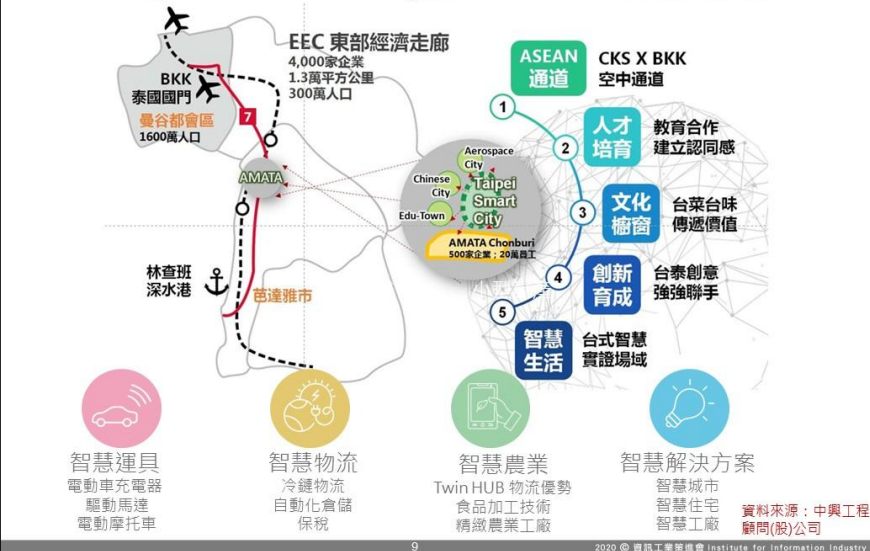 EEC 東部經濟走廊
4,000家企業
1.3萬平方公里
300萬人口
BKK
泰國國門
曼谷都會區
1600萬人口
7
AMATA
林查班
深水港
芭達雅市
Aerospace
City
Chinese
City
Edu-Town
Taipei
Smart
City
AMATA Chonburi
500家企業；20萬員工
ASEAN
通道
CKS X BKK
空中通道
1
人才
培育
教育合作
建立認同感
2
文化
櫥窗
台菜台味
傳遞價值
3
創新
育成
台泰創意
強強聯手
4
智慧
生活
台式智慧
實證場域
5
智慧運具
電動車充電器
驅動馬達
電動摩托車
智慧物流
冷鏈物流
自動化倉儲
保稅
智慧農業
Twin HUB 物流優勢
食品加工技術
精緻農業工廠
智慧解決方案
智慧城市
智慧住宅
智慧工廠
資料來源：中興工程
顧問(股)公司
9
2020 © 資訊工業策進會 Institute for Information Industry